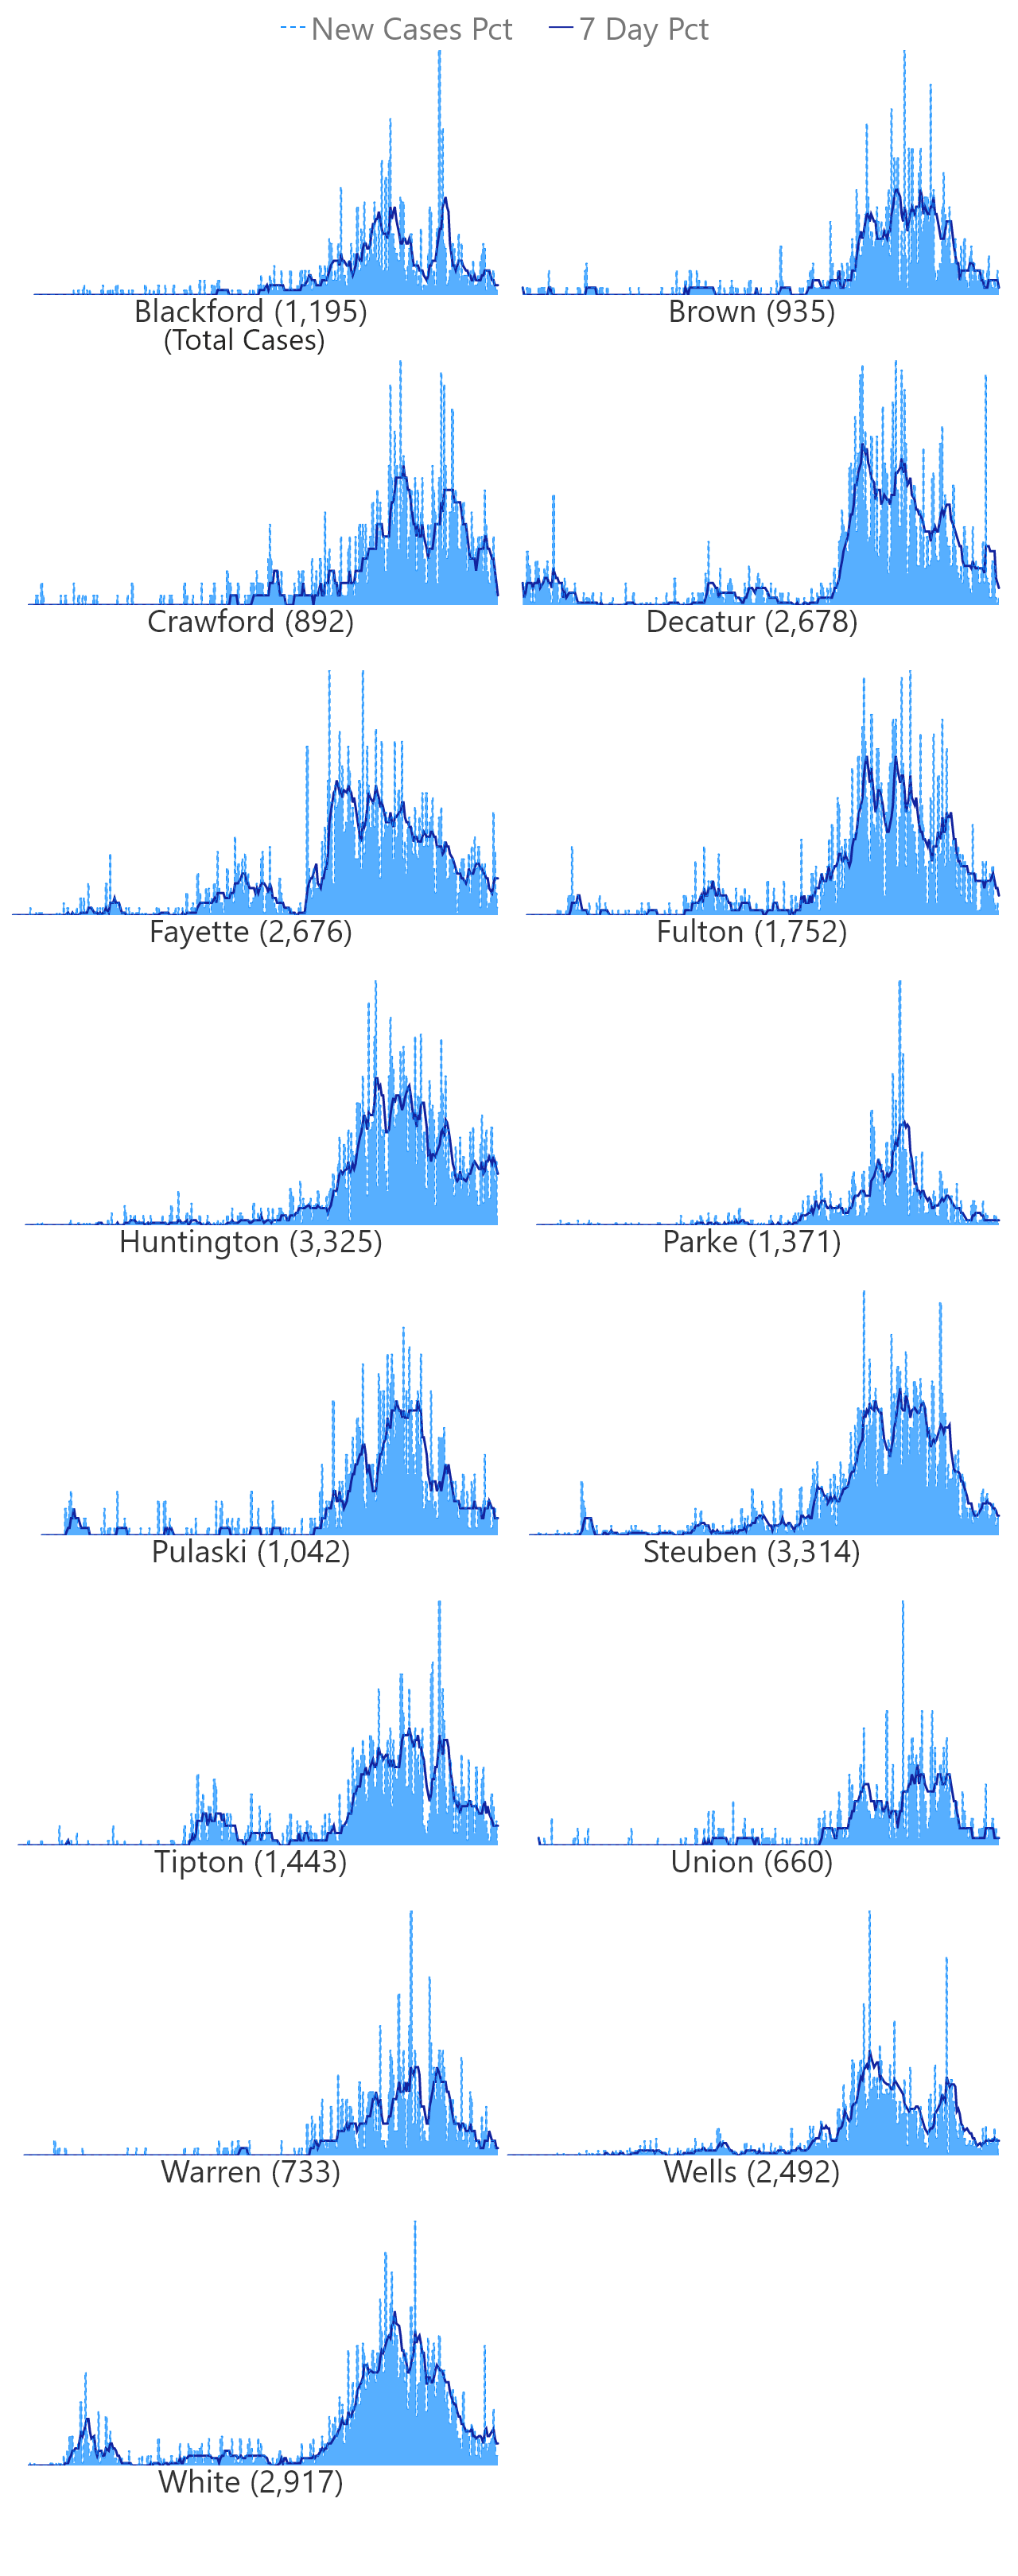 New Cases Pct 7 Day Pct
Blackford (1,195) Brown (935)
(Total Cases)
Crawford (892) Decatur (2,678)
Fayette (2,676) Fulton (1,752)
Huntington (3,325) Parke (1,371)
Pulaski (1,042) Steuben (3,314)
Tipton (1,443) Union (660)
Warren (733) Wells (2,492)
White (2,917)